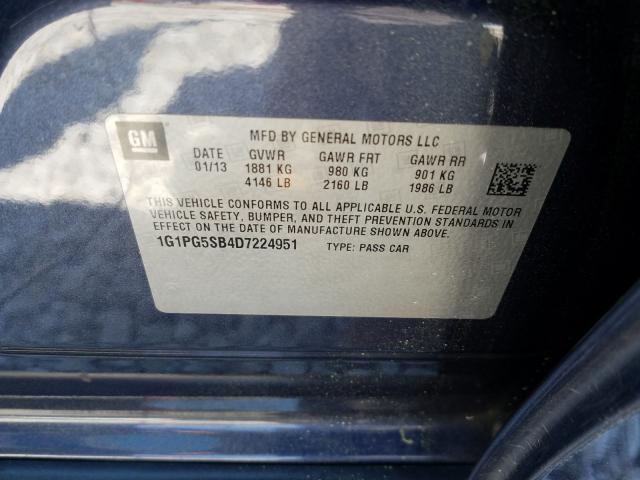 GM
MFD BY GENERAL MOTORS LLC
DATE GVWR GAWR FRT GAWR RR
01/13 1881 KG 980 KG 901 KG
4146 LB 2160 LB 1986 LB
THIS VEHICLE CONFORMS TO ALL APPLICABLE U.S. FEDERAL MOTOR
VEHICLE SAFETY, BUMPER, AND THEFT PREVENTION STANDARDS IN
EFFECT ON THE DATE OF MANUFACTURE SHOWN ABOVE.
1G1PG5SB4D7224951 TYPE: PASS CAR